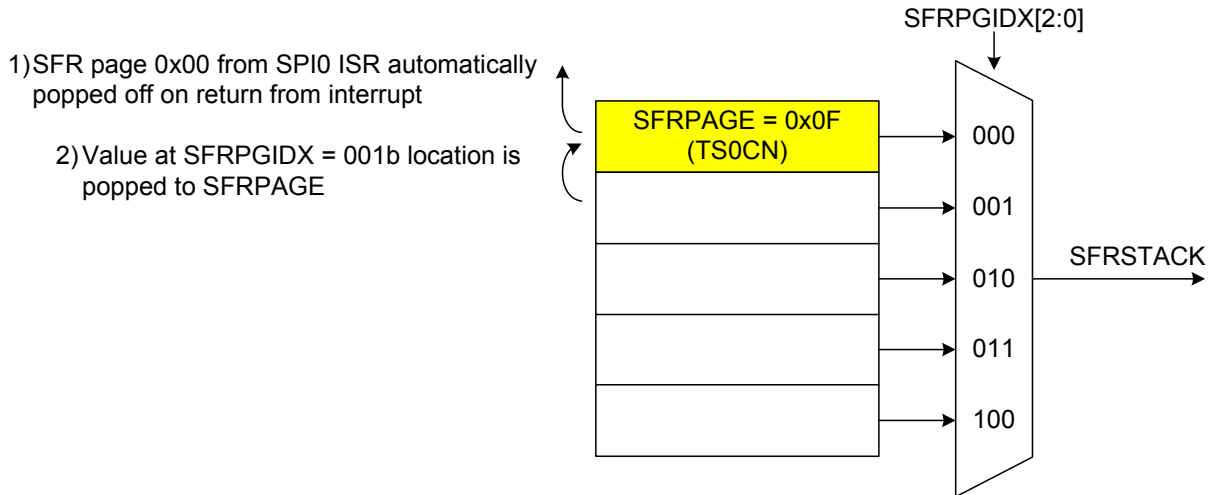 SFRPGIDX[2:0]
1)SFR page 0x00 from SPI0 ISR automatically
popped off on return from interrupt
2)Value at SFRPGIDX = 001b location is
popped to SFRPAGE
SFRPAGE = 0x0F
(TS0CN)
000
001
010
011
100
SFRSTACK